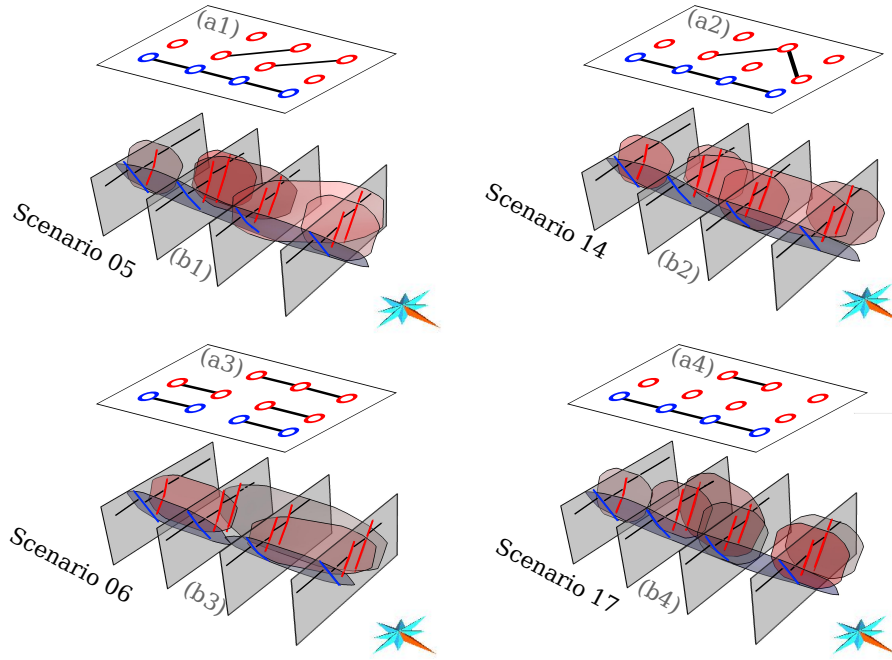 (a1)
(a2)
Scenario 05
(b1)
Scenario 14
(b2)
(a3)
(a4)
Scenario 06
(b3)
Scenario 17
(b4)